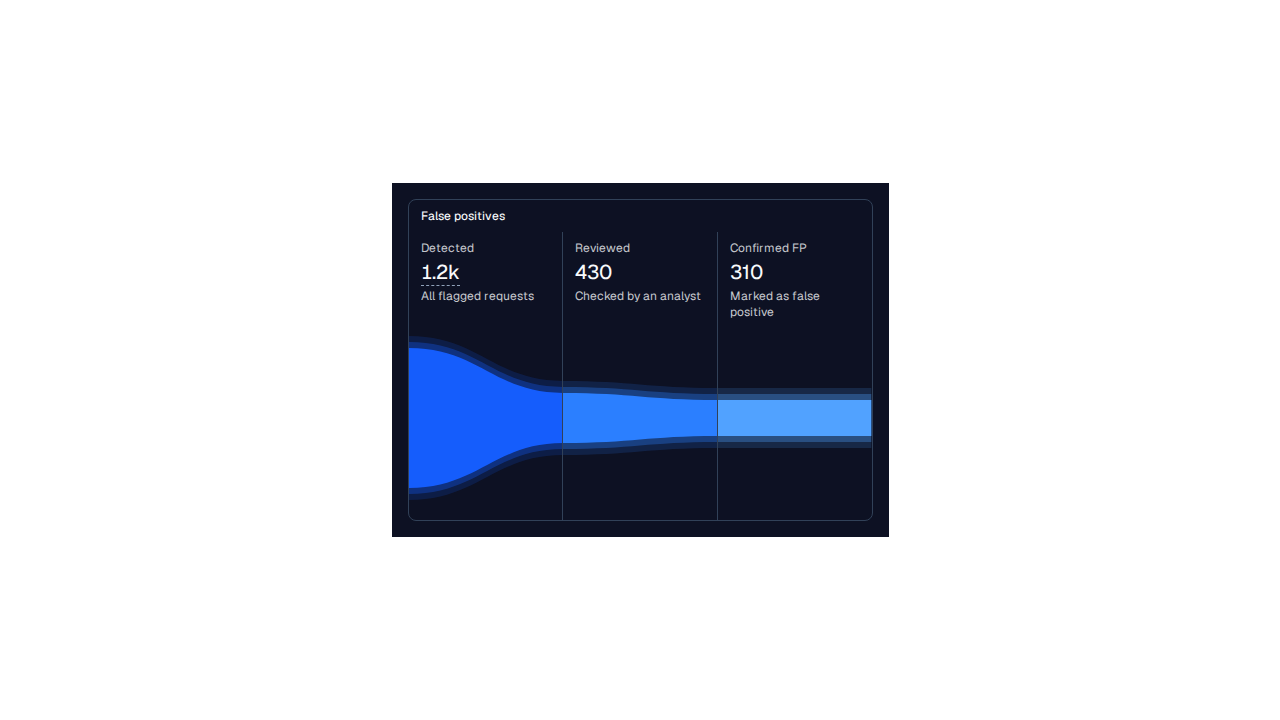 False positives
Detected
1.2k
All flagged requests
Reviewed
430
Checked by an analyst
Confirmed FP
310
Marked as false
positive